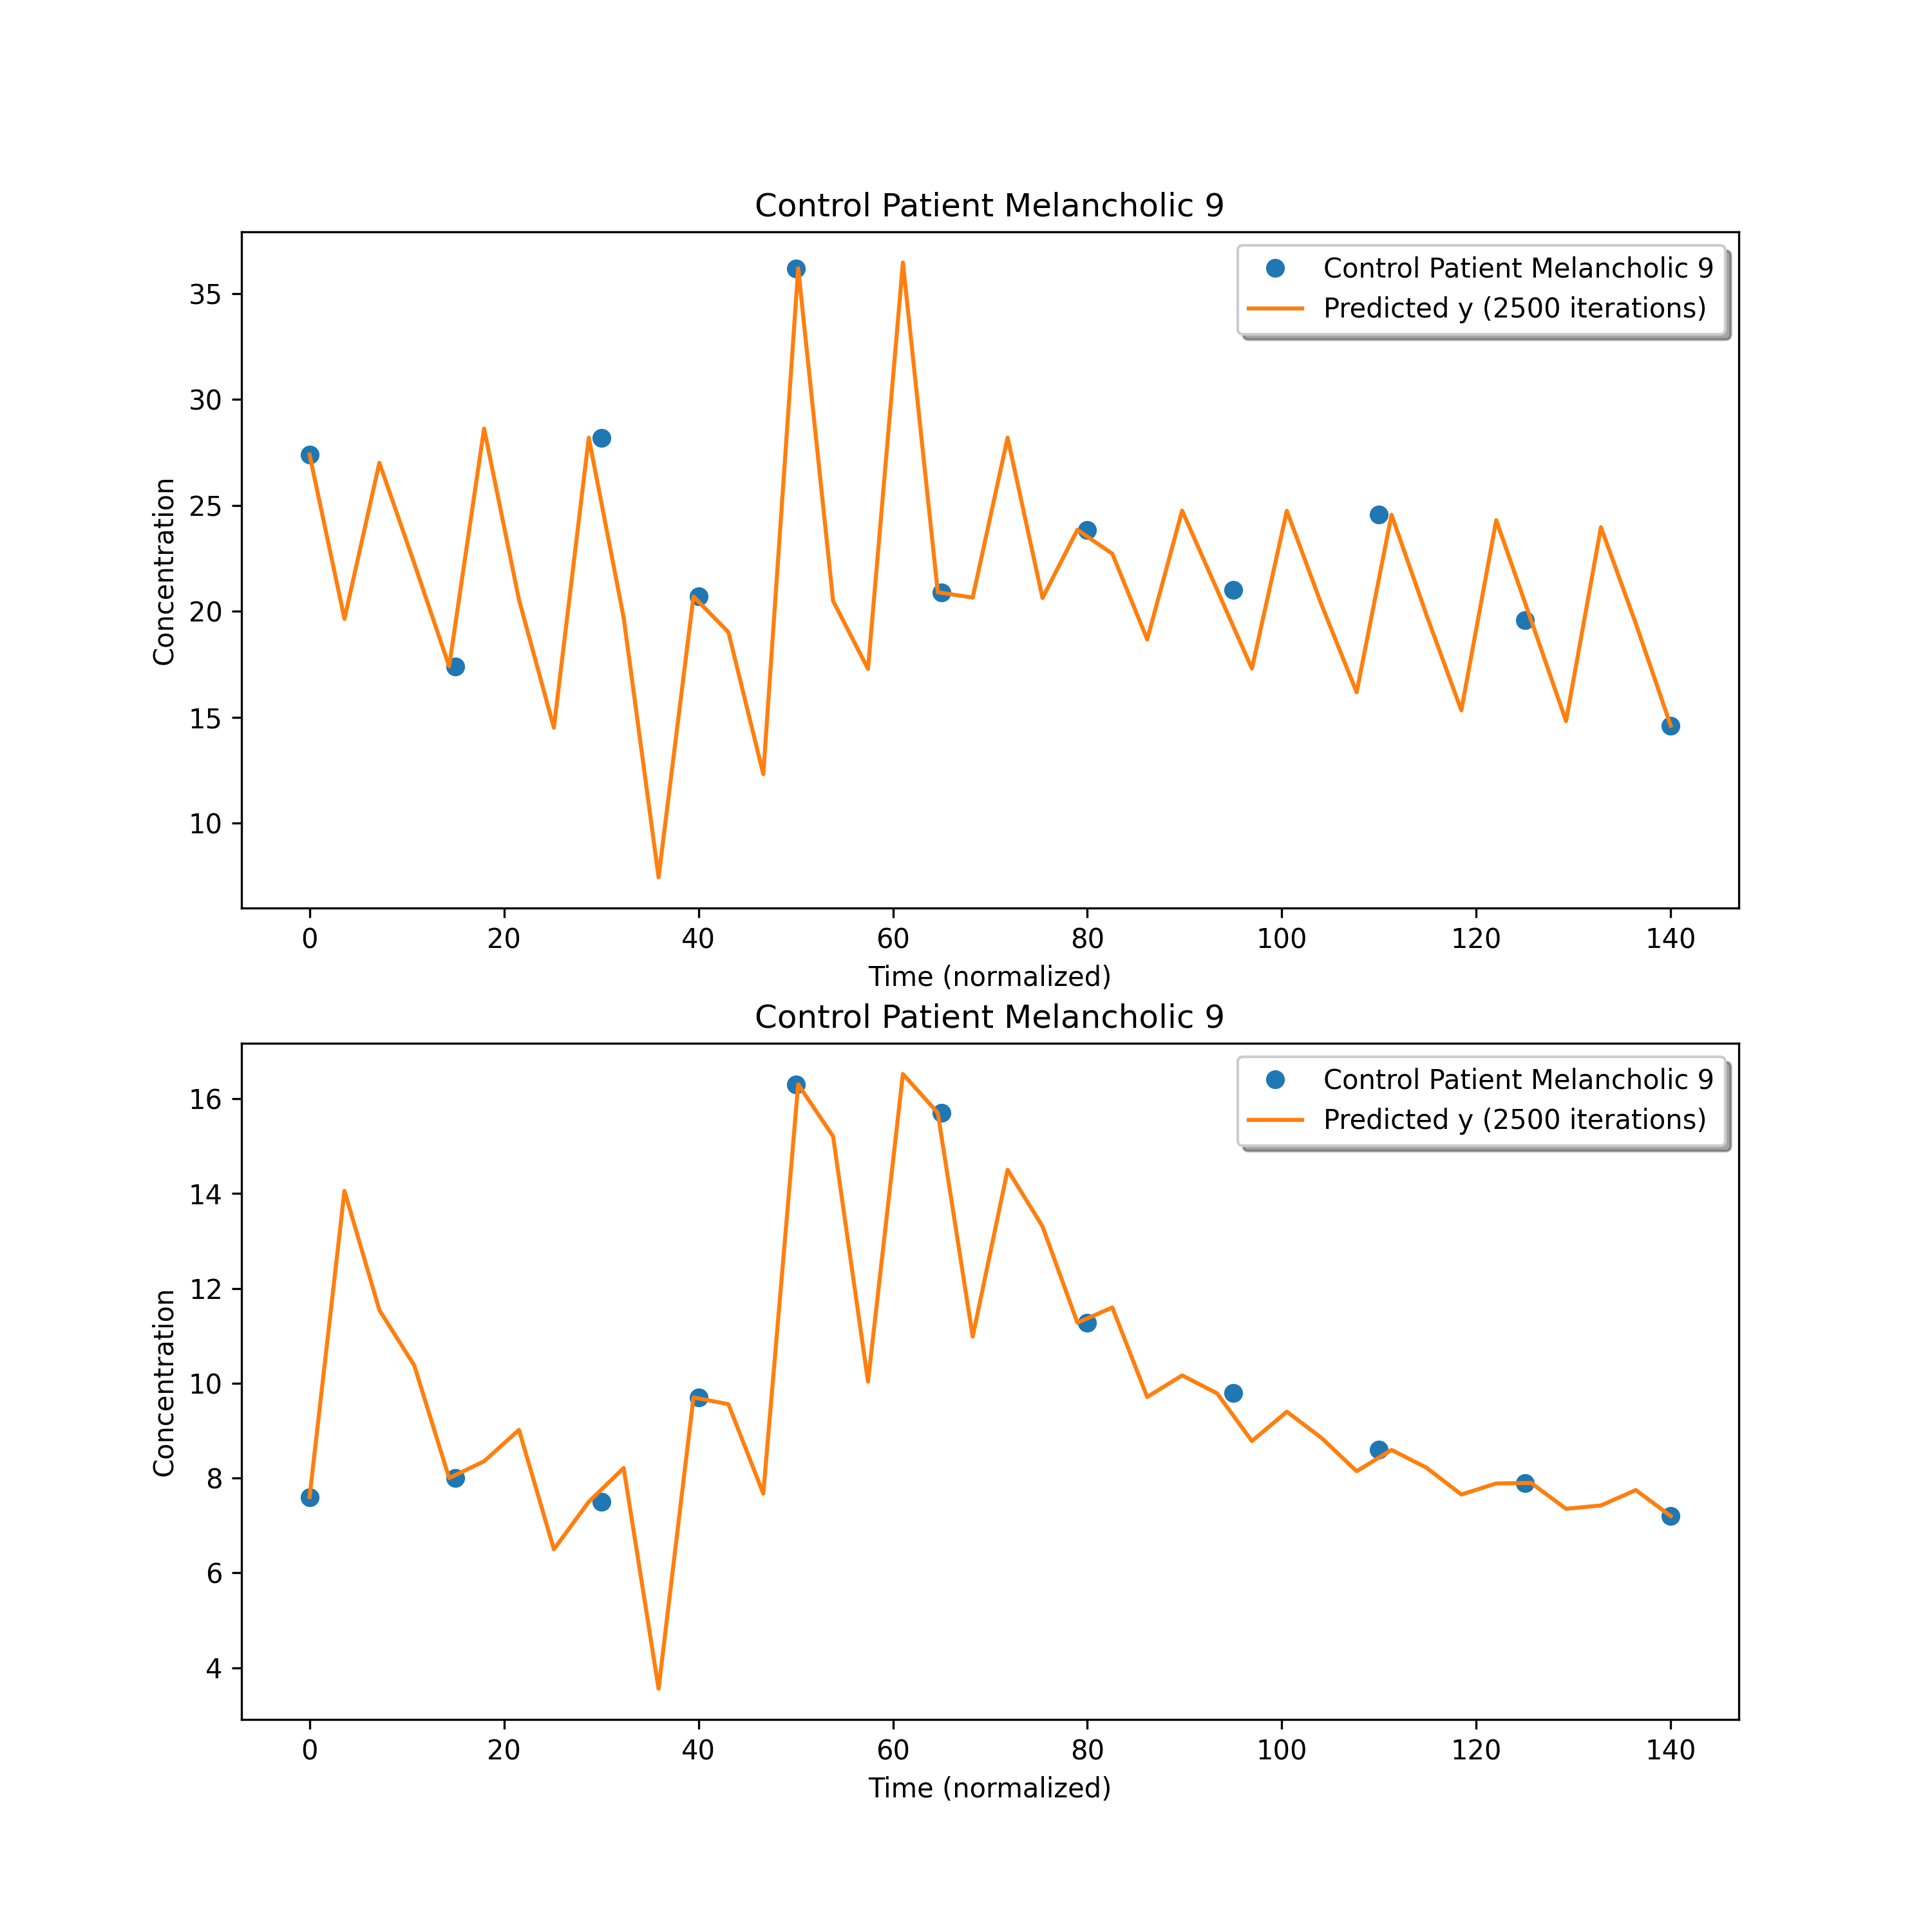 Control Patient Melancholic 9
Control Patient Melancholic 9
Predicted y (2500 iterations)
Concentration
35
30
25
20
15
10
0 20 40 60 80 100 120 140
Time (normalized)
Control Patient Melancholic 9
Control Patient Melancholic 9
Predicted y (2500 iterations)
Concentration
16
14
12
10
8
6
4
0 20 40 60 80 100 120 140
Time (normalized)